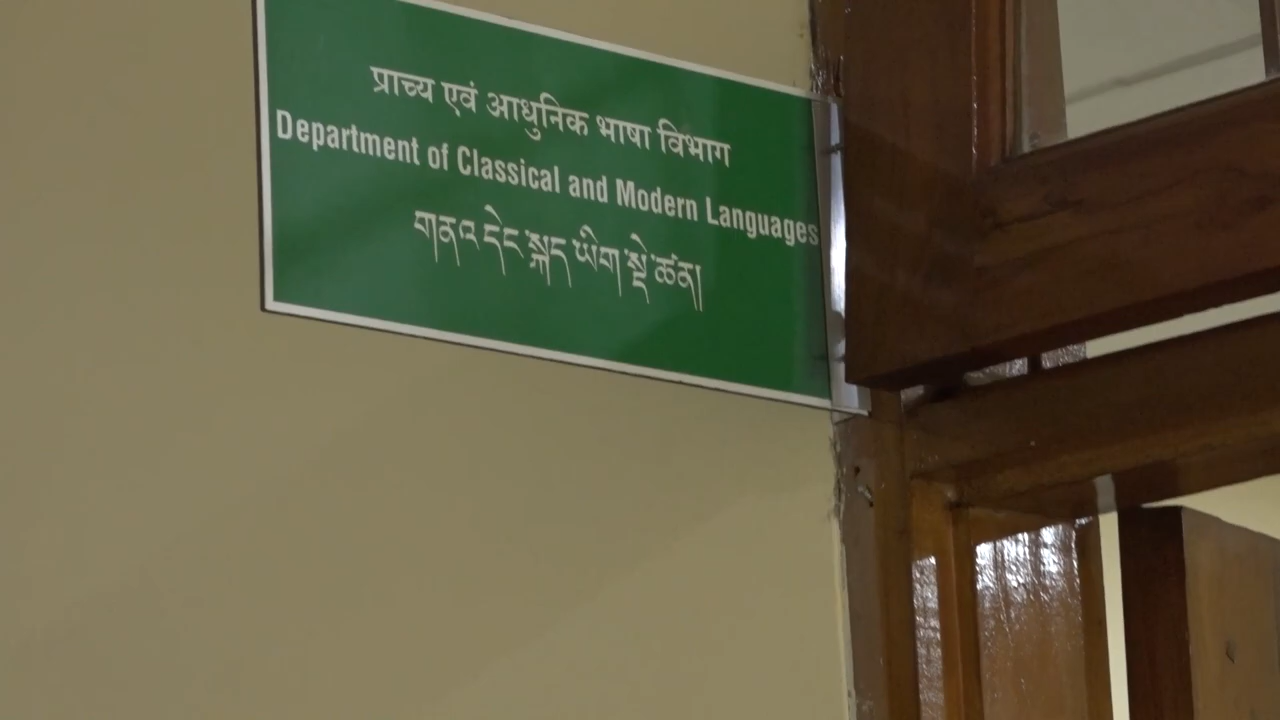 प्राच्य एवं आधुनिक भाषा विभाग
Department of Classical and Modern Languages
གནའ་དེང་སྐད་ཡིག་སྡེ་ཚན།